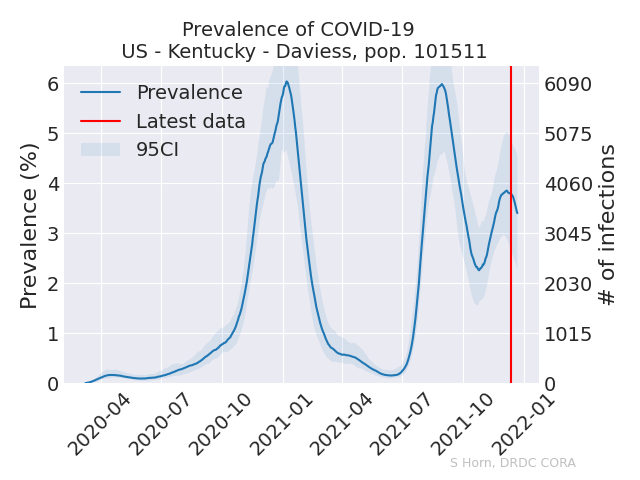 Prevalence of COVID-19
US - Kentucky - Daviess, pop. 101511
Prevalence
Latest data
95CI
Prevalence (%)
6
5
4
3
2
1
0
# of infections
6090
5075
4060
3045
2030
1015
0
2020-04
2020-07
2020-10
2021-01
2021-04
2021-07
2021-10
2022-01
S Horn, DRDC CORA